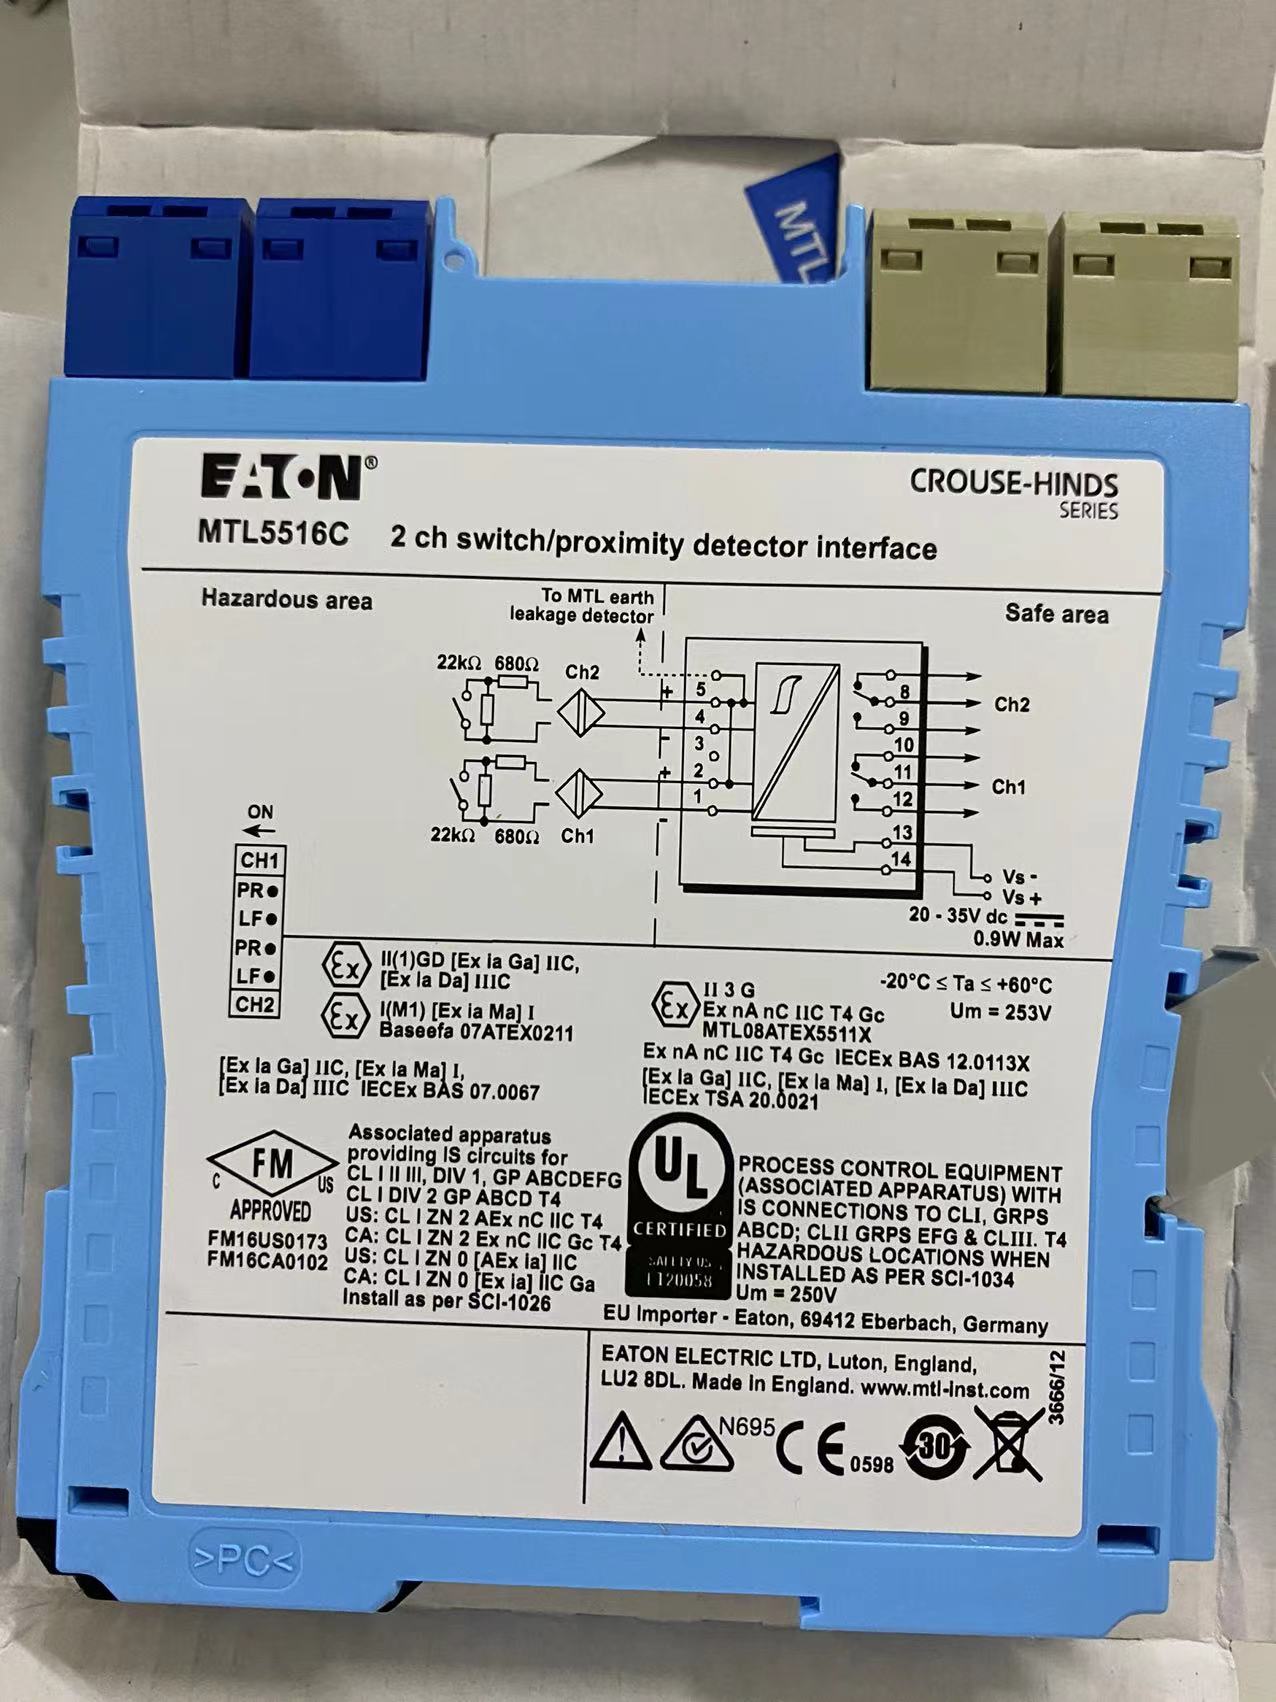 MTL
EATON®
CROUSE-HINDS
SERIES
MTL5516C 2 ch switch/proximity detector interface
Hazardous area
To MTL earth
leakage detector
Safe area
22kΩ 680Ω Ch2
+
-
5
4
3
2
1
+
-
22kΩ 680Ω Ch1
8
9
10
11
12
13
14
Ch2
Ch1
Vs -
Vs +
20 - 35V dc
0.9W Max
ON
CH1
PR
LF
PR
LF
CH2
Ex II(1)GD [Ex ia Ga] IIC,
[Ex ia Da] IIIC
Ex I(M1) [Ex ia Ma] I
Baseefa 07ATEX0211
[Ex ia Ga] IIC, [Ex ia Ma] I,
[Ex ia Da] IIIC IECEx BAS 07.0067
Ex II 3 G
Ex nA nC IIC T4 Gc
MTL08ATEX5511X
-20°C ≤ Ta ≤ +60°C
Um = 253V
Ex nA nC IIC T4 Gc IECEx BAS 12.0113X
[Ex ia Ga] IIC, [Ex ia Ma] I, [Ex ia Da] IIIC
IECEx TSA 20.0021
FM
C US
APPROVED
FM16US0173
FM16CA0102
Associated apparatus
providing IS circuits for
CL I II III, DIV 1, GP ABCDEFG
CL I DIV 2 GP ABCD T4
US: CL I ZN 2 AEx nC IIC T4
CA: CL I ZN 2 Ex nC IIC Gc T4
US: CL I ZN 0 [AEx ia] IIC
CA: CL I ZN 0 [Ex ia] IIC Ga
Install as per SCI-1026
UL
CERTIFIED
SAFETY US
E120058
PROCESS CONTROL EQUIPMENT
(ASSOCIATED APPARATUS) WITH
IS CONNECTIONS TO CLI, GRPS
ABCD; CLII GRPS EFG & CLIII. T4
HAZARDOUS LOCATIONS WHEN
INSTALLED AS PER SCI-1034
Um = 250V
EU Importer - Eaton, 69412 Eberbach, Germany
EATON ELECTRIC LTD, Luton, England,
LU2 8DL. Made in England. www.mtl-inst.com
3666/12
N695
CE 0598
30
>PC<